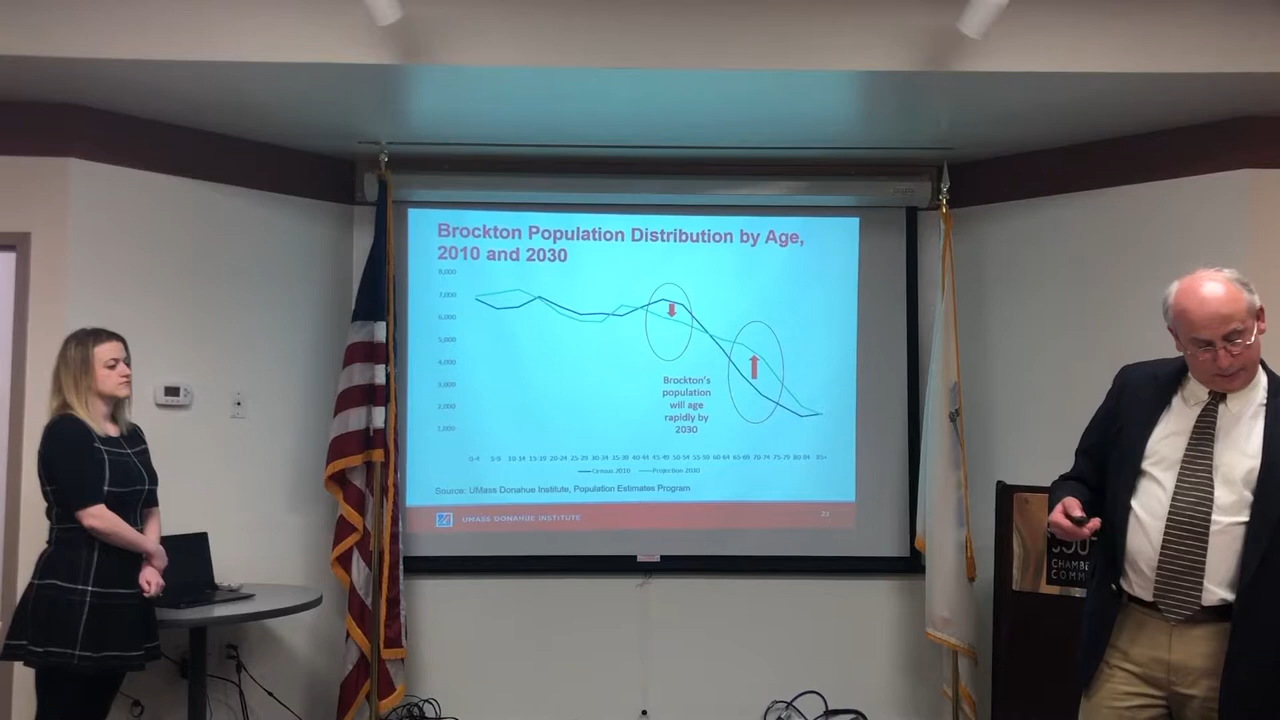 Brockton Population Distribution by Age,
2010 and 2030
8,000
7,000
6,000
5,000
4,000
3,000
2,000
1,000
Brockton's
population
will age
rapidly by
2030
0-4 5-9 10-14 15-19 20-24 25-29 30-34 35-39 40-44 45-49 50-54 55-59 60-64 65-69 70-74 75-79 80-84 85+
Census 2010 Projection 2030
Source: UMass Donahue Institute, Population Estimates Program
UMASS DONAHUE INSTITUTE
CHAMBE
COMM